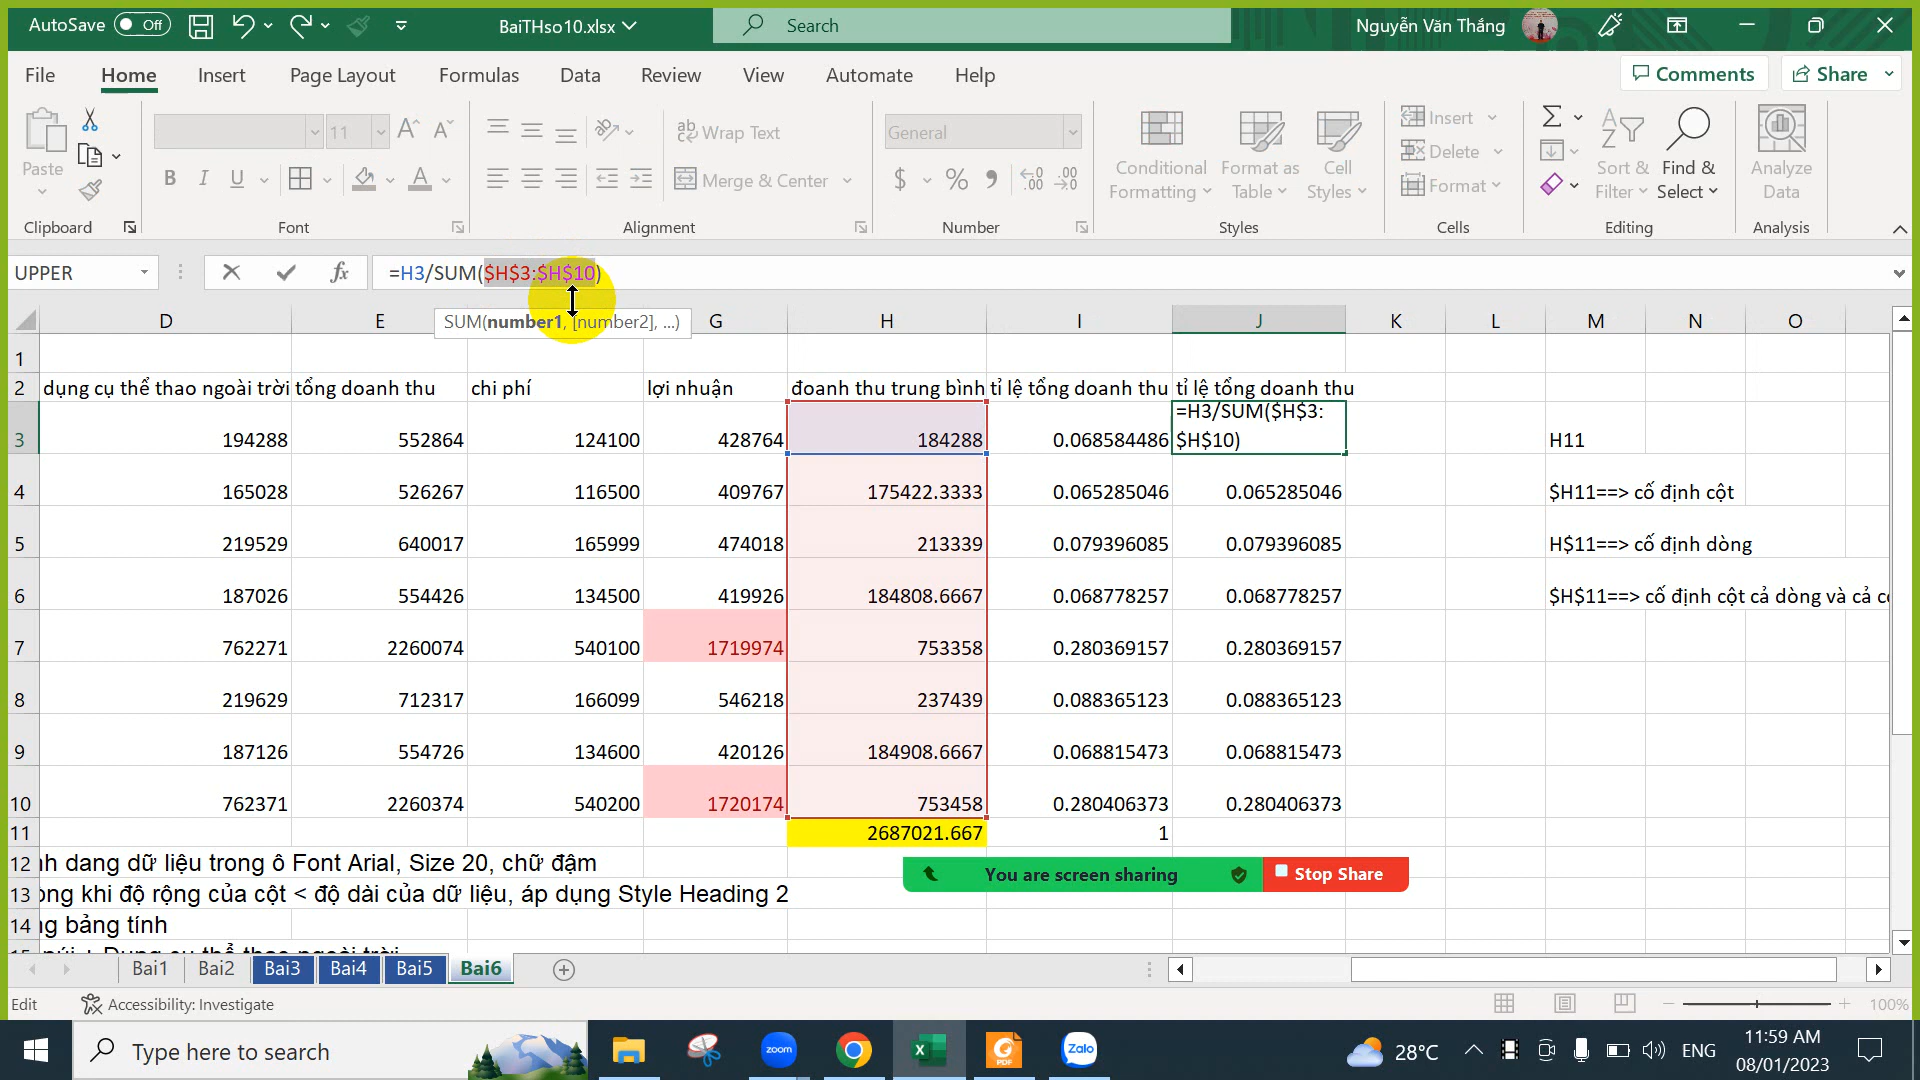 AutoSave Off BaiTHso10.xlsx Search Nguyễn Văn Thắng
File Home Insert Page Layout Formulas Data Review View Automate Help Comments Share
11 Wrap Text General Insert
Delete
Paste Conditional Format as Cell Sort & Find & Analyze
B I U Merge & Center $ % Formatting Table Styles Format Filter Select Data
Clipboard Font Alignment Number Styles Cells Editing Analysis
UPPER fx =H3/SUM($H$3:$H$10)
SUM(number1, [number2], ...)
D E G H I J K L M N O
1
2 dụng cụ thể thao ngoài trời tổng doanh thu chi phí lợi nhuận đoanh thu trung bình tỉ lệ tổng doanh thu tỉ lệ tổng doanh thu
=H3/SUM($H$3:
3 194288 552864 124100 428764 184288 0.068584486 $H$10) H11
4 165028 526267 116500 409767 175422.3333 0.065285046 0.065285046 $H11==> cố định cột
5 219529 640017 165999 474018 213339 0.079396085 0.079396085 H$11==> cố định dòng
6 187026 554426 134500 419926 184808.6667 0.068778257 0.068778257 $H$11==> cố định cột cả dòng và cả
7 762271 2260074 540100 1719974 753358 0.280369157 0.280369157
8 219629 712317 166099 546218 237439 0.088365123 0.088365123
9 187126 554726 134600 420126 184908.6667 0.068815473 0.068815473
10 762371 2260374 540200 1720174 753458 0.280406373 0.280406373
11 2687021.667 1
12 dang dữ liệu trong ô Font Arial, Size 20, chữ đậm
You are screen sharing Stop Share
13 khi độ rộng của cột < độ dài của dữ liệu, áp dụng Style Heading 2
14 bảng tính
Bai1 Bai2 Bai3 Bai4 Bai5 Bai6
Edit Accessibility: Investigate 100%
Type here to search zoom PDF Zalo 28°C ENG 11:59 AM
08/01/2023